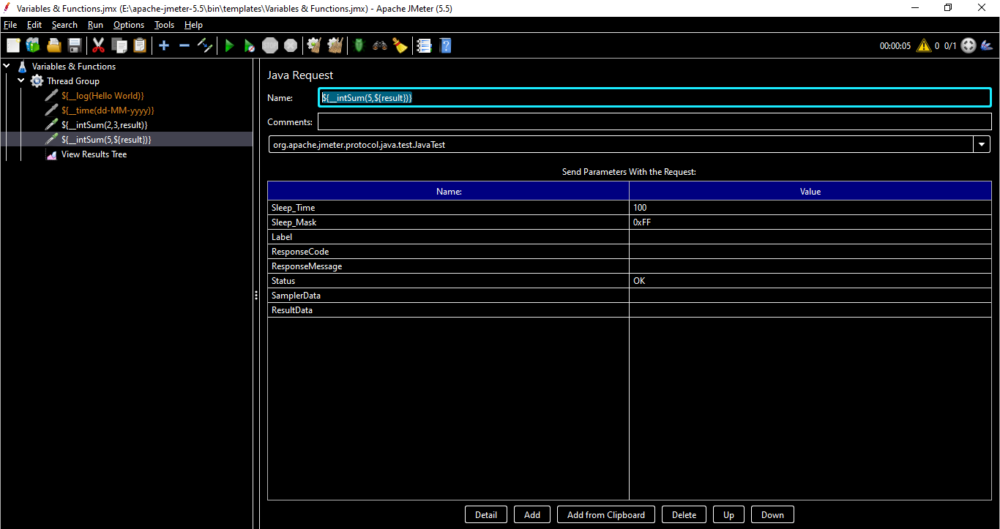 Variables & Functions.jmx (E:\apache-jmeter-5.5\bin\templates\Variables & Functions.jmx) - Apache JMeter (5.5)
File Edit Search Run Options Tools Help
00:00:05 0 0/1
Variables & Functions
Thread Group
${__log(Hello World)}
${__time(dd-MM-yyyy)}
${__intSum(2,3,result)}
${__intSum(5,${result})}
View Results Tree
Java Request
Name: ${__intSum(5,${result})}
Comments:
org.apache.jmeter.protocol.java.test.JavaTest
Send Parameters With the Request:
Name: Value
Sleep_Time 100
Sleep_Mask 0xFF
Label
ResponseCode
ResponseMessage
Status OK
SamplerData
ResultData
Detail Add Add from Clipboard Delete Up Down